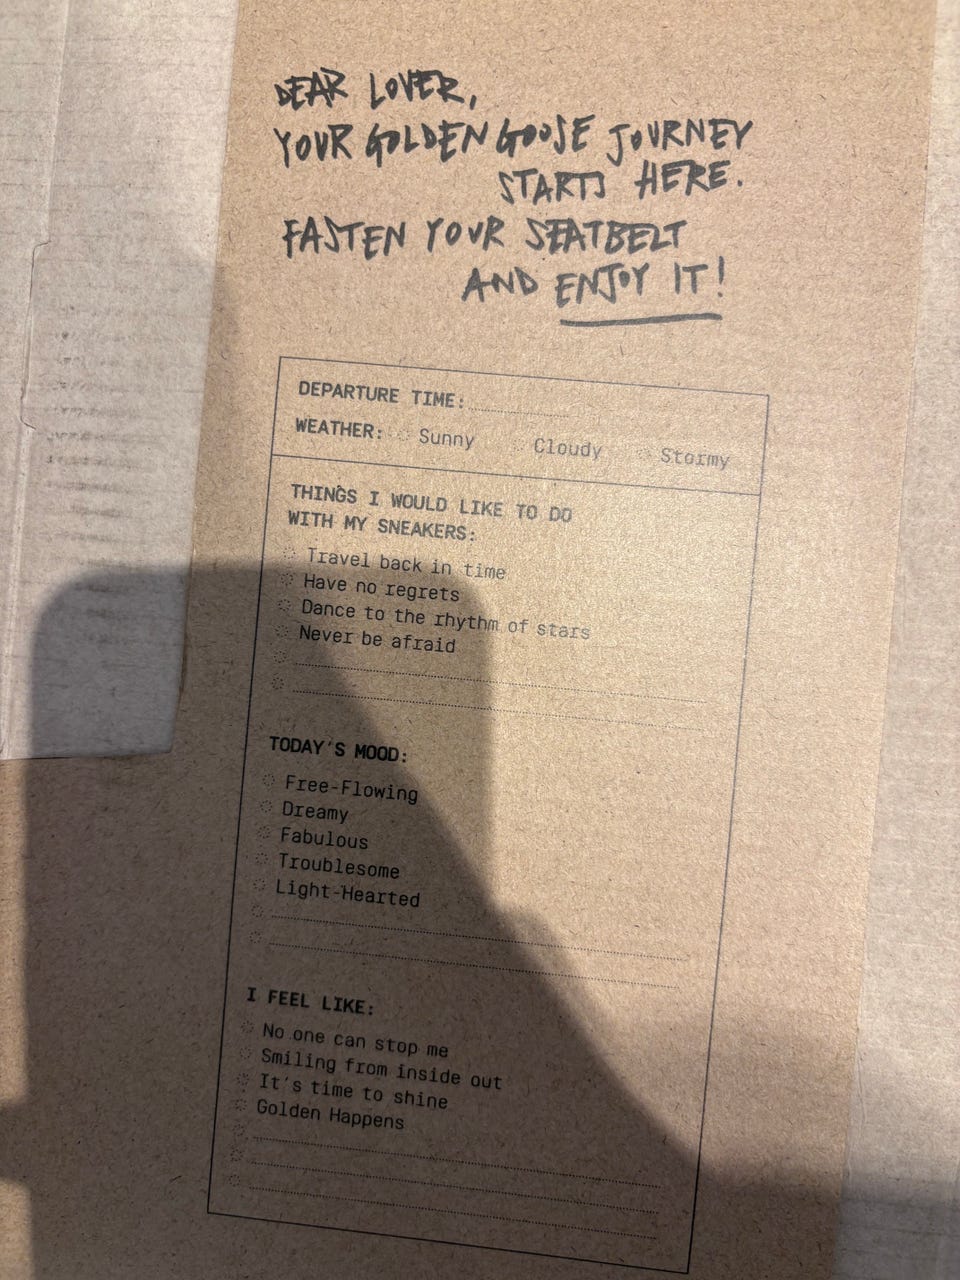 DEAR LOVER,
YOUR GOLDEN GOOSE JOURNEY
STARTS HERE.
FASTEN YOUR SEATBELT
AND ENJOY IT!
DEPARTURE TIME:
WEATHER: Sunny Cloudy Stormy
THINGS I WOULD LIKE TO DO
WITH MY SNEAKERS:
Travel back in time
Have no regrets
Dance to the rhythm of stars
Never be afraid
TODAY'S MOOD:
Free-Flowing
Dreamy
Fabulous
Troublesome
Light-Hearted
I FEEL LIKE:
No one can stop me
Smiling from inside out
It's time to shine
Golden Happens